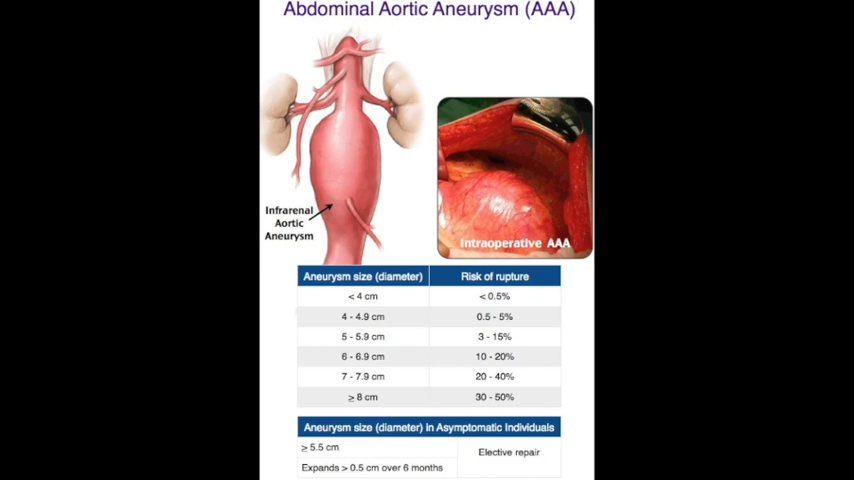 Abdominal Aortic Aneurysm (AAA)
Infrarenal
Aortic
Aneurysm
Intraoperative AAA
Aneurysm size (diameter) Risk of rupture
< 4 cm < 0.5%
4 - 4.9 cm 0.5 - 5%
5 - 5.9 cm 3 - 15%
6 - 6.9 cm 10 - 20%
7 - 7.9 cm 20 - 40%
≥ 8 cm 30 - 50%
Aneurysm size (diameter) in Asymptomatic Individuals
≥ 5.5 cm
Elective repair
Expands > 0.5 cm over 6 months